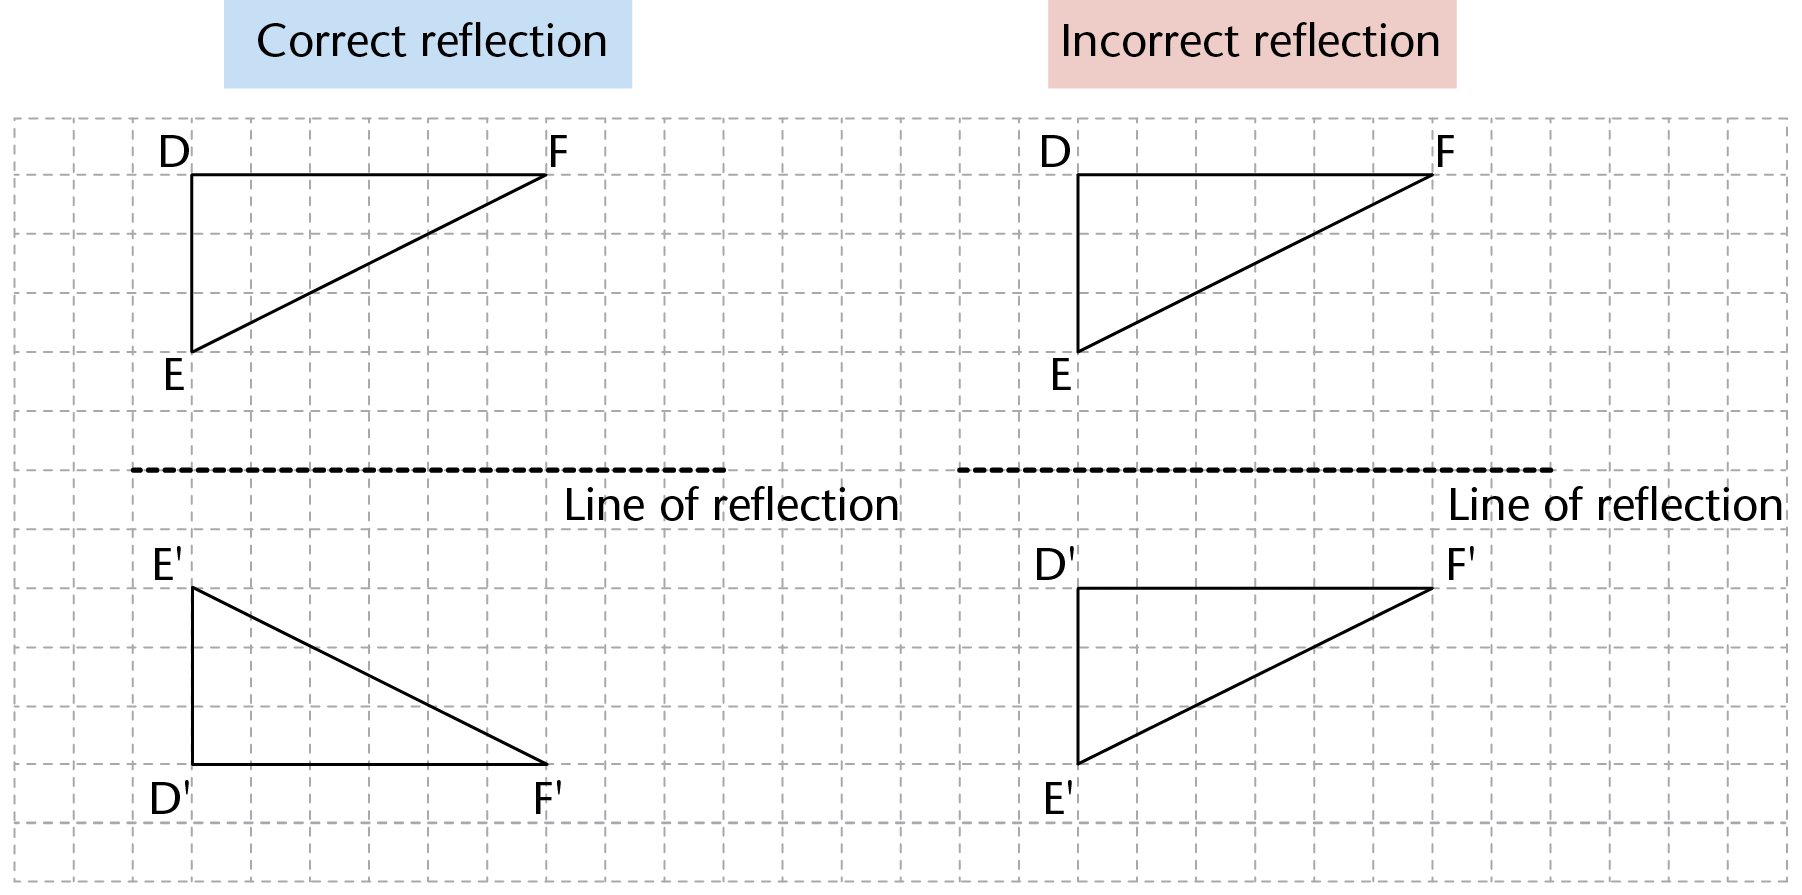 Correct reflection
Incorrect reflection
D F
D F
E
E
Line of reflection
Line of reflection
E'
D' F'
D' F'
E'